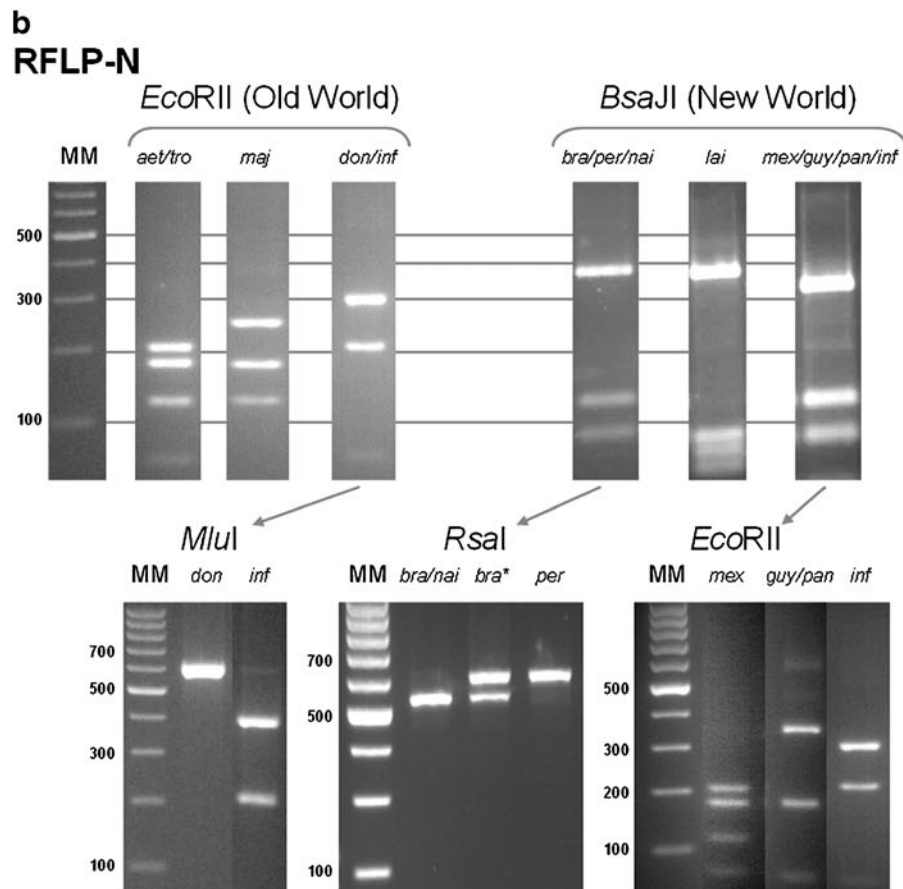 b
RFLP-N
EcoRII (Old World)
BsaJI (New World)
MM aet/tro maj don/inf bra/per/nai lai mex/guy/pan/inf
500
300
100
MluI RsaI EcoRII
MM don inf MM bra/nai bra* per MM mex guy/pan inf
700
500
300
100
700
500
100
500
300
200
100